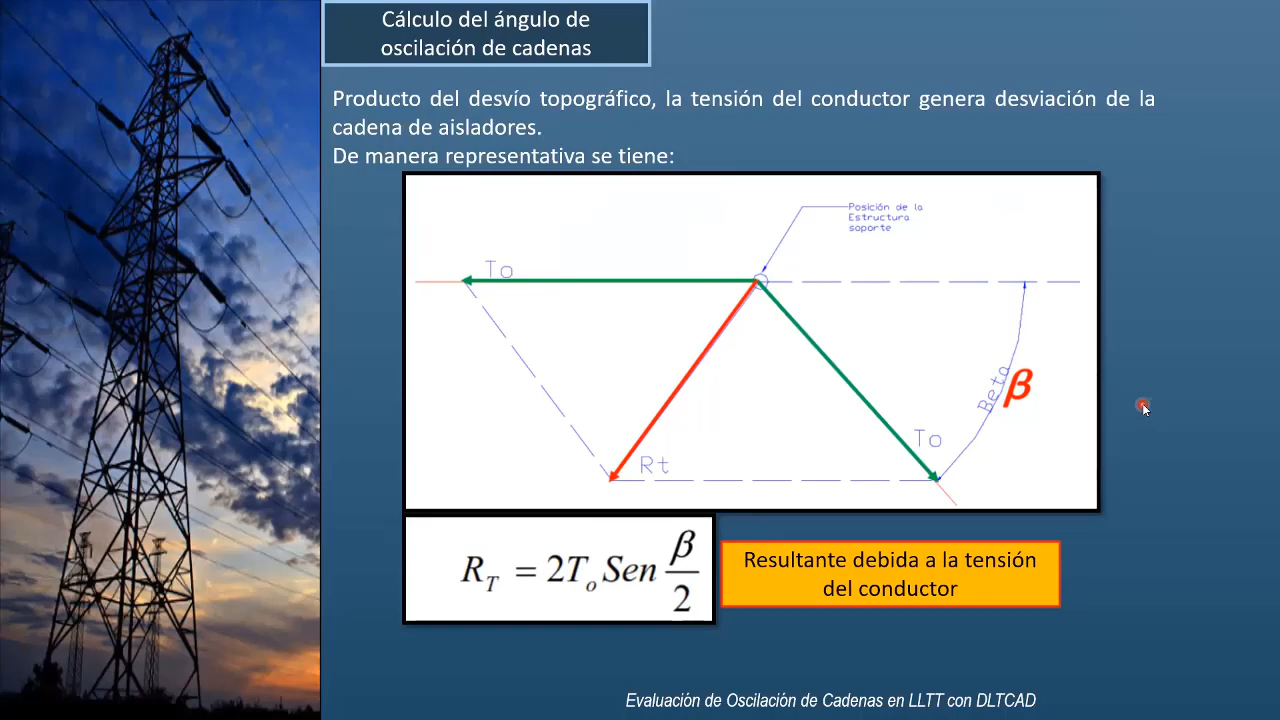 Cálculo del ángulo de
oscilación de cadenas
Producto del desvío topográfico, la tensión del conductor genera desviación de la
cadena de aisladores.
De manera representativa se tiene:
Posición de la
Estructura
soporte
To
Beta
β
To
Rt
R_T = 2T_o Sen β/2
Resultante debida a la tensión
del conductor
Evaluación de Oscilación de Cadenas en LLTT con DLTCAD